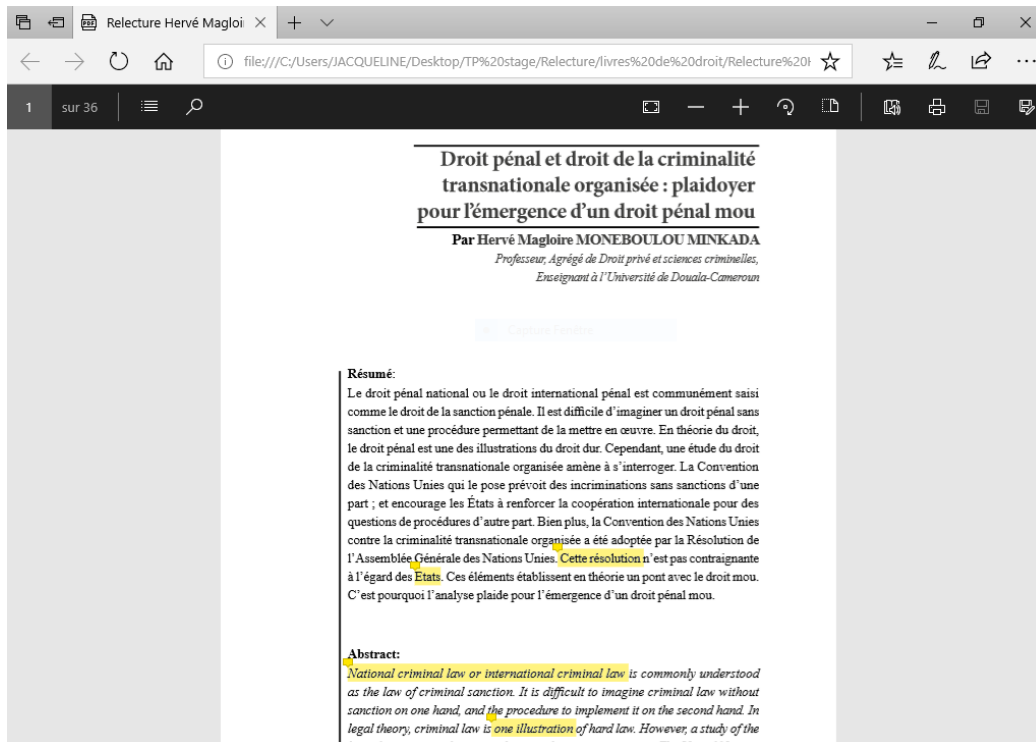 Relecture Hervé Magloi
file:///C:/Users/JACQUELINE/Desktop/TP%20stage/Relecture/livres%20de%20droit/Relecture%20
1 sur 36
Droit pénal et droit de la criminalité
transnationale organisée : plaidoyer
pour l’émergence d’un droit pénal mou
Par Hervé Magloire MONEBOULOU MINKADA
Professeur, Agrégé de Droit privé et sciences criminelles,
Enseignant à l’Université de Douala-Cameroun
Capture Fenêtre
Résumé:
Le droit pénal national ou le droit international pénal est communément saisi
comme le droit de la sanction pénale. Il est difficile d’imaginer un droit pénal sans
sanction et une procédure permettant de la mettre en œuvre. En théorie du droit,
le droit pénal est une des illustrations du droit dur. Cependant, une étude du droit
de la criminalité transnationale organisée amène à s’interroger. La Convention
des Nations Unies qui le pose prévoit des incriminations sans sanctions d’une
part ; et encourage les États à renforcer la coopération internationale pour des
questions de procédures d’autre part. Bien plus, la Convention des Nations Unies
contre la criminalité transnationale organisée a été adoptée par la Résolution de
l’Assemblée Générale des Nations Unies. Cette résolution n’est pas contraignante
à l’égard des Etats. Ces éléments établissent en théorie un pont avec le droit mou.
C’est pourquoi l’analyse plaide pour l’émergence d’un droit pénal mou.
Abstract:
National criminal law or international criminal law is commonly understood
as the law of criminal sanction. It is difficult to imagine criminal law without
sanction on one hand, and the procedure to implement it on the second hand. In
legal theory, criminal law is one illustration of hard law. However, a study of the